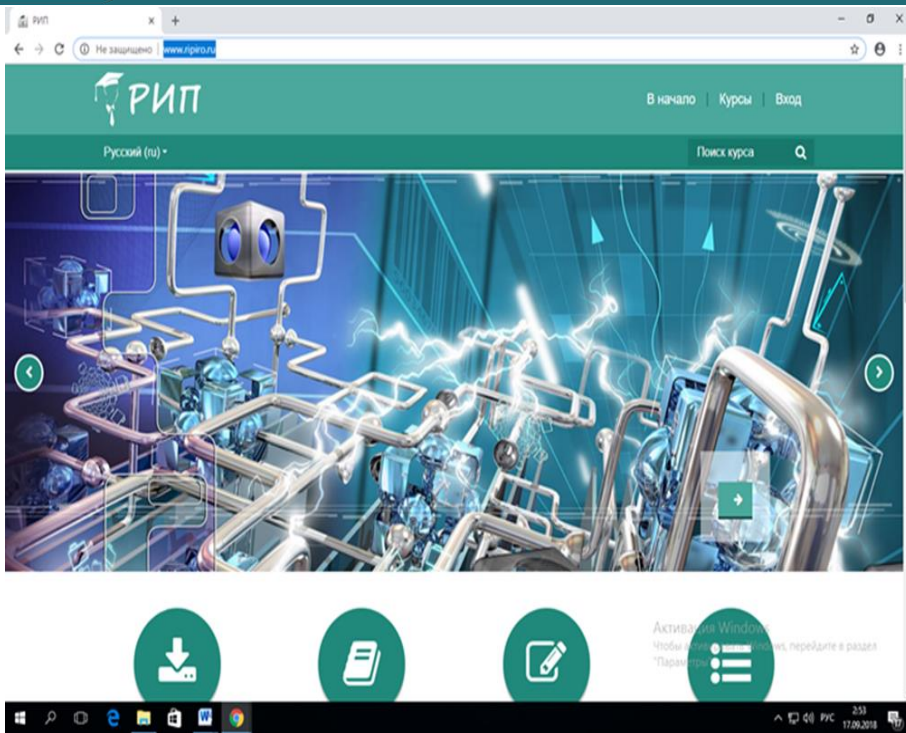 РИП
Не защищено | www.ripiro.ru
РИП
В начало | Курсы | Вход
Русский (ru)
Поиск курса
Активация Windows
Чтобы активировать Windows, перейдите в раздел
"Параметры".
РУС
2:53
17.09.2018